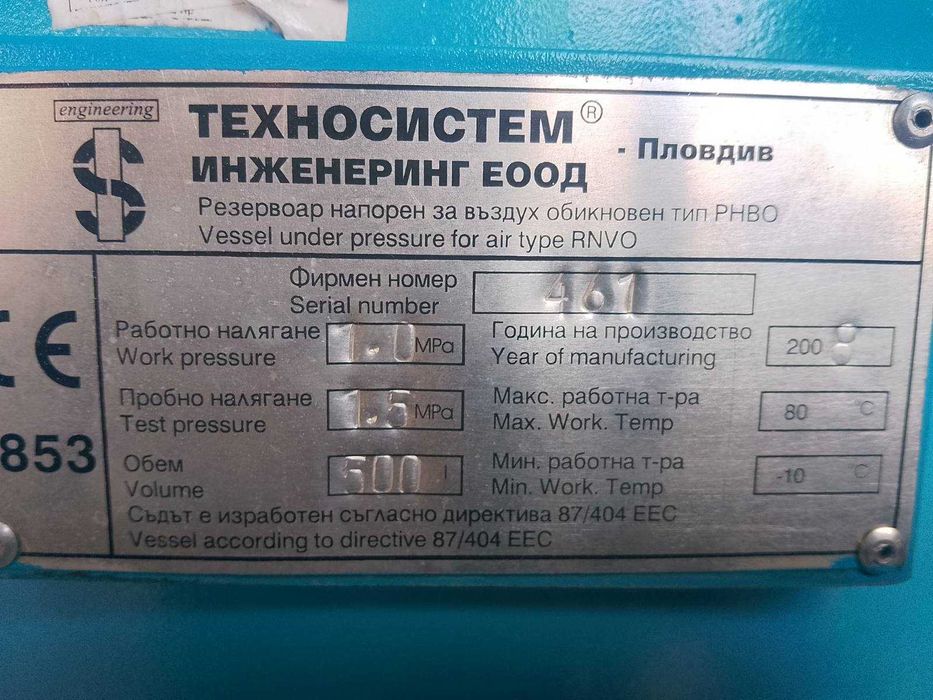 engineering
ТЕХНОСИСТЕМ®
ИНЖЕНЕРИНГ ЕООД - Пловдив
Резервоар напорен за въздух обикновен тип РНВО
Vessel under pressure for air type RNVO
Фирмен номер
Serial number 461
Работно налягане
Work pressure 1.0 MPa
Година на производство
Year of manufacturing 2008
Пробно налягане
Test pressure 1.5 MPa
Макс. работна т-ра
Max. Work. Temp 80 C
Обем
Volume 500 l
Мин. работна т-ра
Min. Work. Temp -10 C
CE
853
Съдът е изработен съгласно директива 87/404 ЕЕС
Vessel according to directive 87/404 EEC